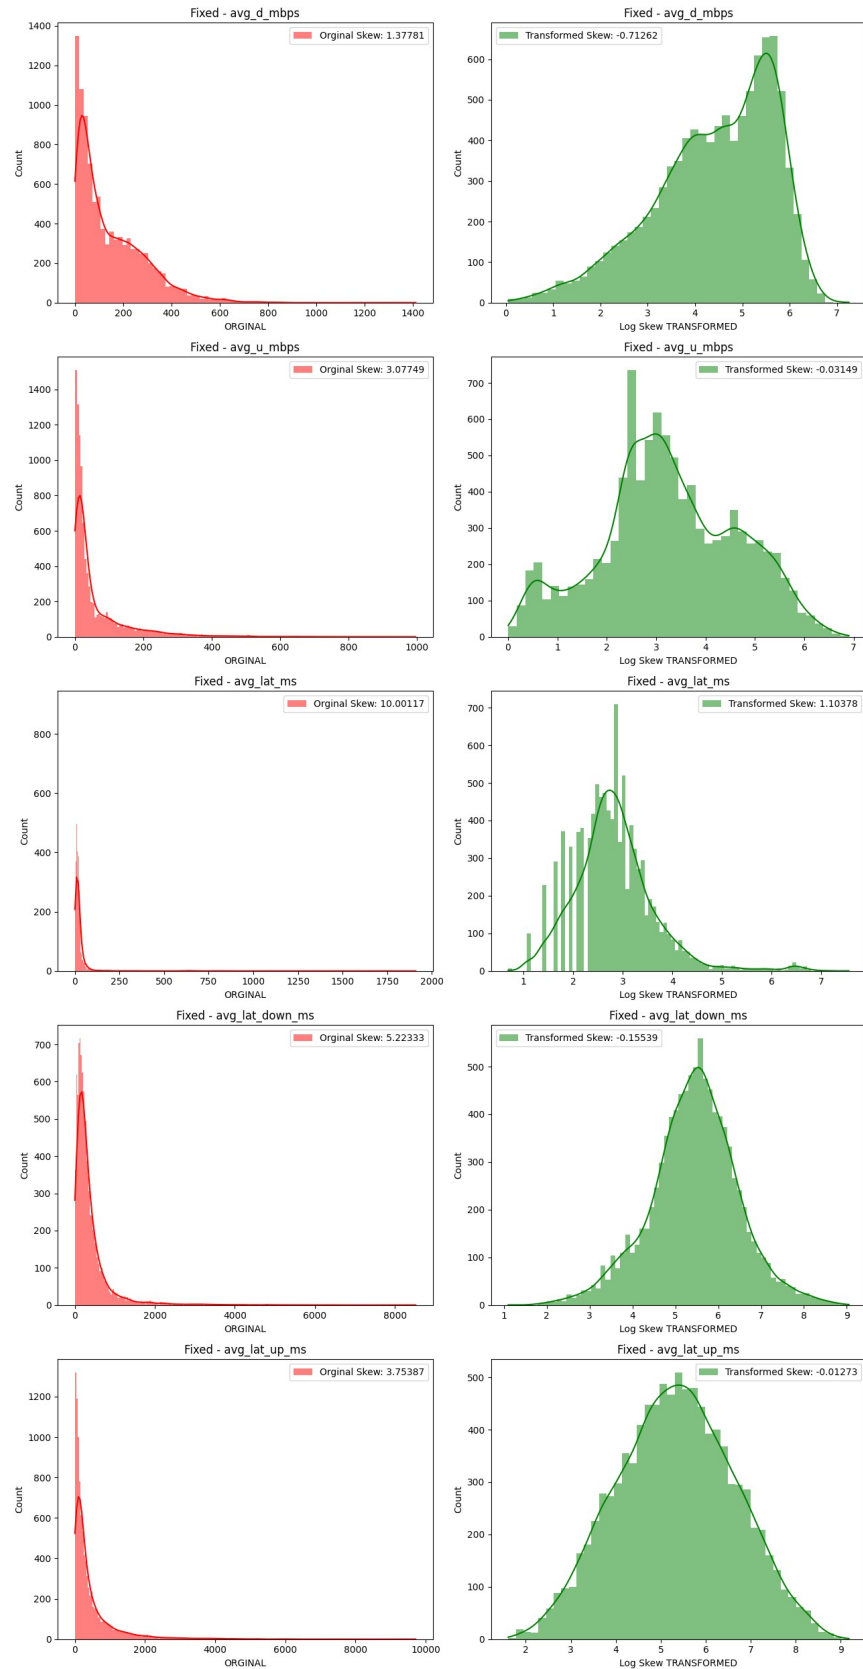 Fixed - avg_d_mbps
Orginal Skew: 1.37781
Count
1400
1200
1000
800
600
400
200
0
0 200 400 600 800 1000 1200 1400
ORGINAL
Fixed - avg_d_mbps
Transformed Skew: -0.71262
Count
600
500
400
300
200
100
0
0 1 2 3 4 5 6 7
Log Skew TRANSFORMED
Fixed - avg_u_mbps
Orginal Skew: 3.07749
Count
1400
1200
1000
800
600
400
200
0
0 200 400 600 800 1000
ORGINAL
Fixed - avg_u_mbps
Transformed Skew: -0.03149
Count
700
600
500
400
300
200
100
0
0 1 2 3 4 5 6 7
Log Skew TRANSFORMED
Fixed - avg_lat_ms
Orginal Skew: 10.00117
Count
800
600
400
200
0
0 250 500 750 1000 1250 1500 1750 2000
ORGINAL
Fixed - avg_lat_ms
Transformed Skew: 1.10378
Count
700
600
500
400
300
200
100
0
1 2 3 4 5 6 7
Log Skew TRANSFORMED
Fixed - avg_lat_down_ms
Orginal Skew: 5.22333
Count
700
600
500
400
300
200
100
0
0 2000 4000 6000 8000
ORGINAL
Fixed - avg_lat_down_ms
Transformed Skew: -0.15539
Count
500
400
300
200
100
0
1 2 3 4 5 6 7 8 9
Log Skew TRANSFORMED
Fixed - avg_lat_up_ms
Orginal Skew: 3.75387
Count
1200
1000
800
600
400
200
0
0 2000 4000 6000 8000 10000
ORGINAL
Fixed - avg_lat_up_ms
Transformed Skew: -0.01273
Count
500
400
300
200
100
0
2 3 4 5 6 7 8 9
Log Skew TRANSFORMED